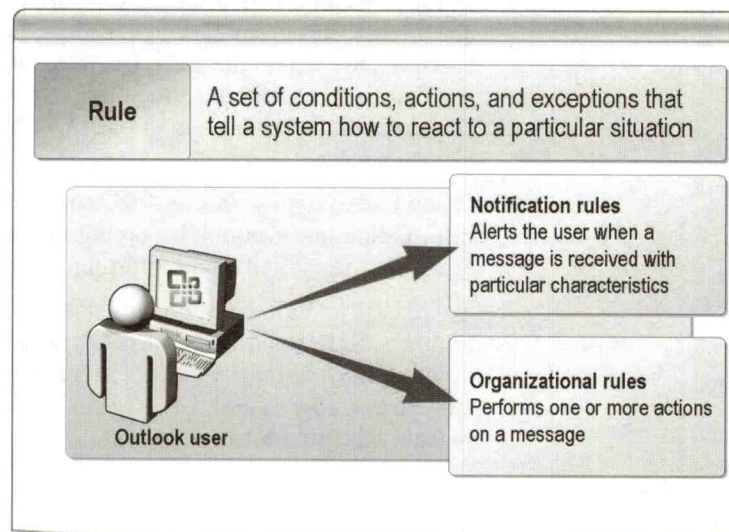 Rule
A set of conditions, actions, and exceptions that
tell a system how to react to a particular situation
Notification rules
Alerts the user when a
message is received with
particular characteristics
Organizational rules
Performs one or more actions
on a message
Outlook user